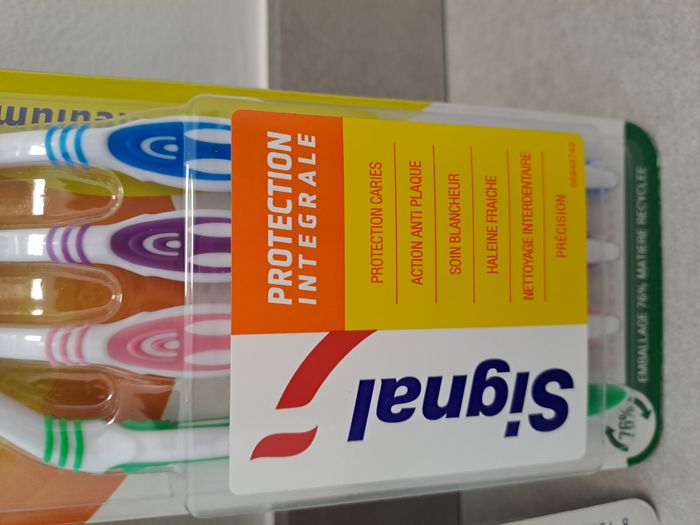 Signal
PROTECTION
INTEGRALE
PROTECTION CARIES
ACTION ANTI PLAQUE
SOIN BLANCHEUR
HALEINE FRAICHE
NETTOYAGE INTERDENTAIRE
PRÉCISION
76%
EMBALLAGE 76% MATIERE RECYCLÉE